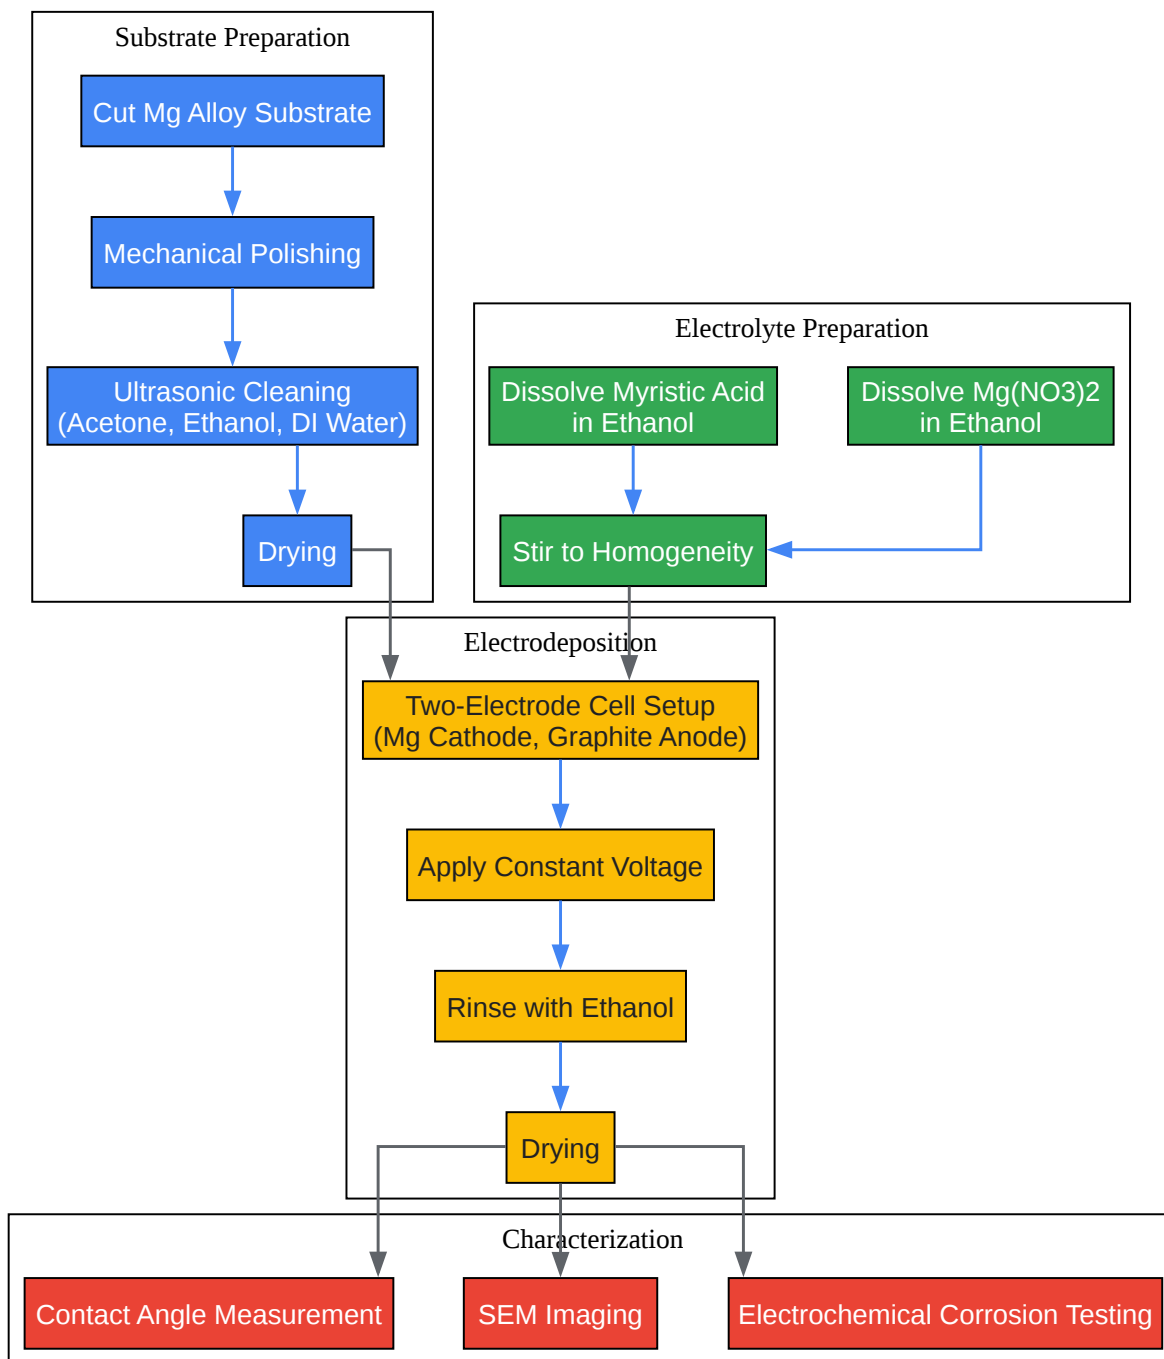 Substrate Preparation
Cut Mg Alloy Substrate
Mechanical Polishing
Ultrasonic Cleaning
(Acetone, Ethanol, DI Water)
Drying
Electrolyte Preparation
Dissolve Myristic Acid
in Ethanol
Dissolve Mg(NO3)2
in Ethanol
Stir to Homogeneity
Electrodeposition
Two-Electrode Cell Setup
(Mg Cathode, Graphite Anode)
Apply Constant Voltage
Rinse with Ethanol
Drying
Characterization
Contact Angle Measurement
SEM Imaging
Electrochemical Corrosion Testing